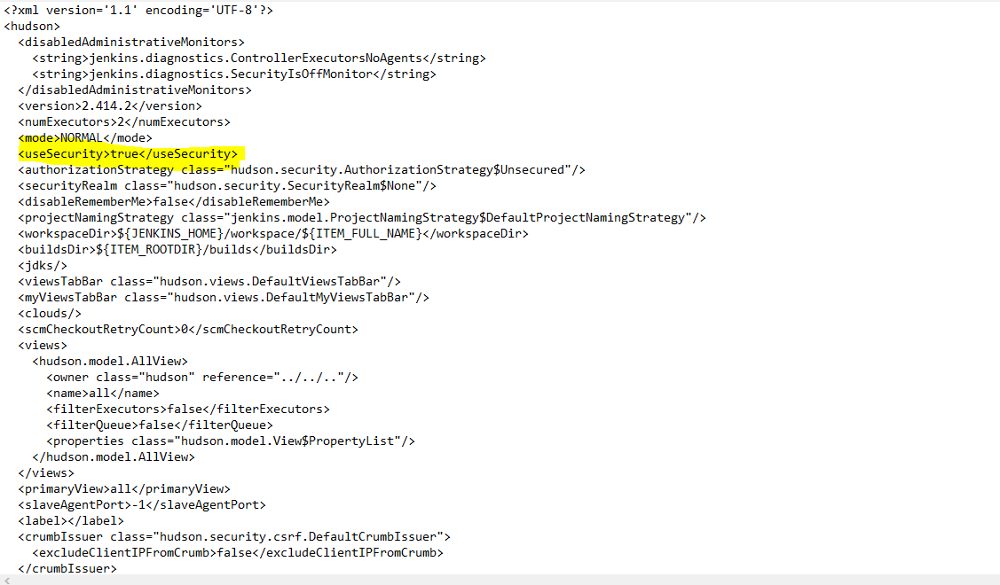 <?xml version='1.1' encoding='UTF-8'?>
<hudson>
<disabledAdministrativeMonitors>
<string>jenkins.diagnostics.ControllerExecutorsNoAgents</string>
<string>jenkins.diagnostics.SecurityIsOffMonitor</string>
</disabledAdministrativeMonitors>
<version>2.414.2</version>
<numExecutors>2</numExecutors>
<mode>NORMAL</mode>
<useSecurity>true</useSecurity>
<authorizationStrategy class="hudson.security.AuthorizationStrategy$Unsecured"/>
<securityRealm class="hudson.security.SecurityRealm$None"/>
<disableRememberMe>false</disableRememberMe>
<projectNamingStrategy class="jenkins.model.ProjectNamingStrategy$DefaultProjectNamingStrategy"/>
<workspaceDir>${JENKINS_HOME}/workspace/${ITEM_FULL_NAME}</workspaceDir>
<buildsDir>${ITEM_ROOTDIR}/builds</buildsDir>
<jdks/>
<viewsTabBar class="hudson.views.DefaultViewsTabBar"/>
<myViewsTabBar class="hudson.views.DefaultMyViewsTabBar"/>
<clouds/>
<scmCheckoutRetryCount>0</scmCheckoutRetryCount>
<views>
<hudson.model.AllView>
<owner class="hudson" reference="../../.."/>
<name>all</name>
<filterExecutors>false</filterExecutors>
<filterQueue>false</filterQueue>
<properties class="hudson.model.View$PropertyList"/>
</hudson.model.AllView>
</views>
<primaryView>all</primaryView>
<slaveAgentPort>-1</slaveAgentPort>
<label></label>
<crumbIssuer class="hudson.security.csrf.DefaultCrumbIssuer">
<excludeClientIPFromCrumb>false</excludeClientIPFromCrumb>
</crumbIssuer>